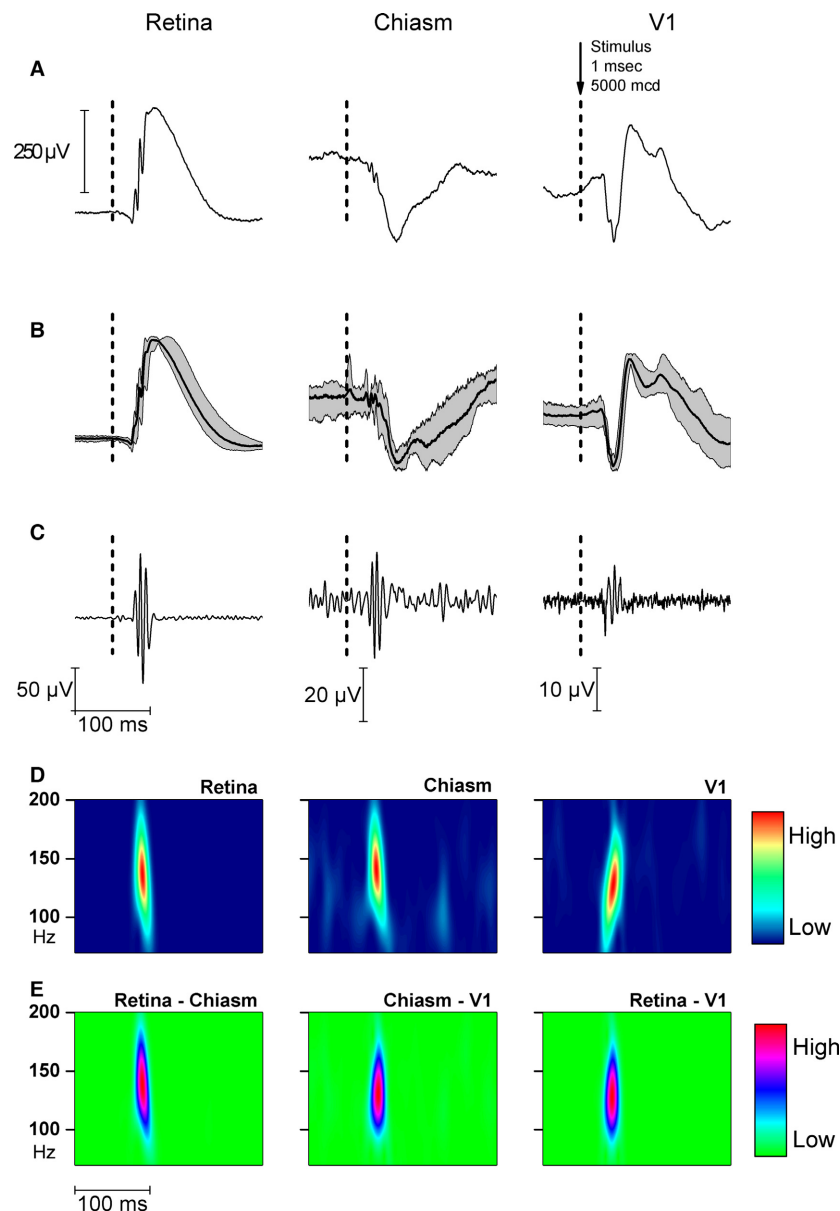 Retina Chiasm V1
A
Stimulus
1 msec
5000 mcd
250 µV
B
C
50 µV
100 ms
20 µV
10 µV
D
Retina Chiasm V1
200
150
100
Hz
High
Low
E
Retina - Chiasm Chiasm - V1 Retina - V1
200
150
100
Hz
High
Low
100 ms